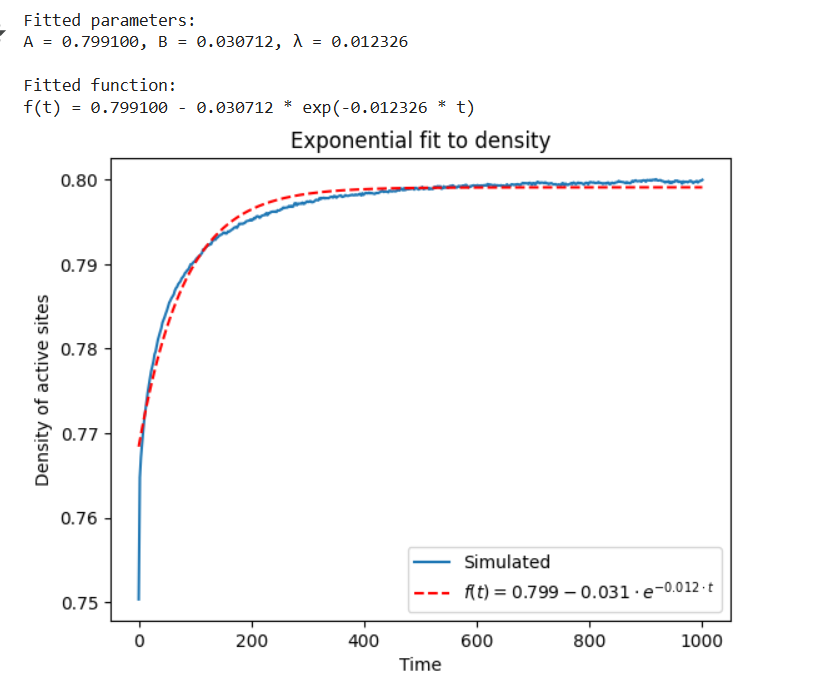 Fitted parameters:
A = 0.799100, B = 0.030712, λ = 0.012326
Fitted function:
f(t) = 0.799100 - 0.030712 * exp(-0.012326 * t)
Exponential fit to density
0.80
0.79
0.78
0.77
0.76
0.75
Density of active sites
Simulated
f(t) = 0.799 − 0.031 · e^{−0.012 · t}
0 200 400 600 800 1000
Time